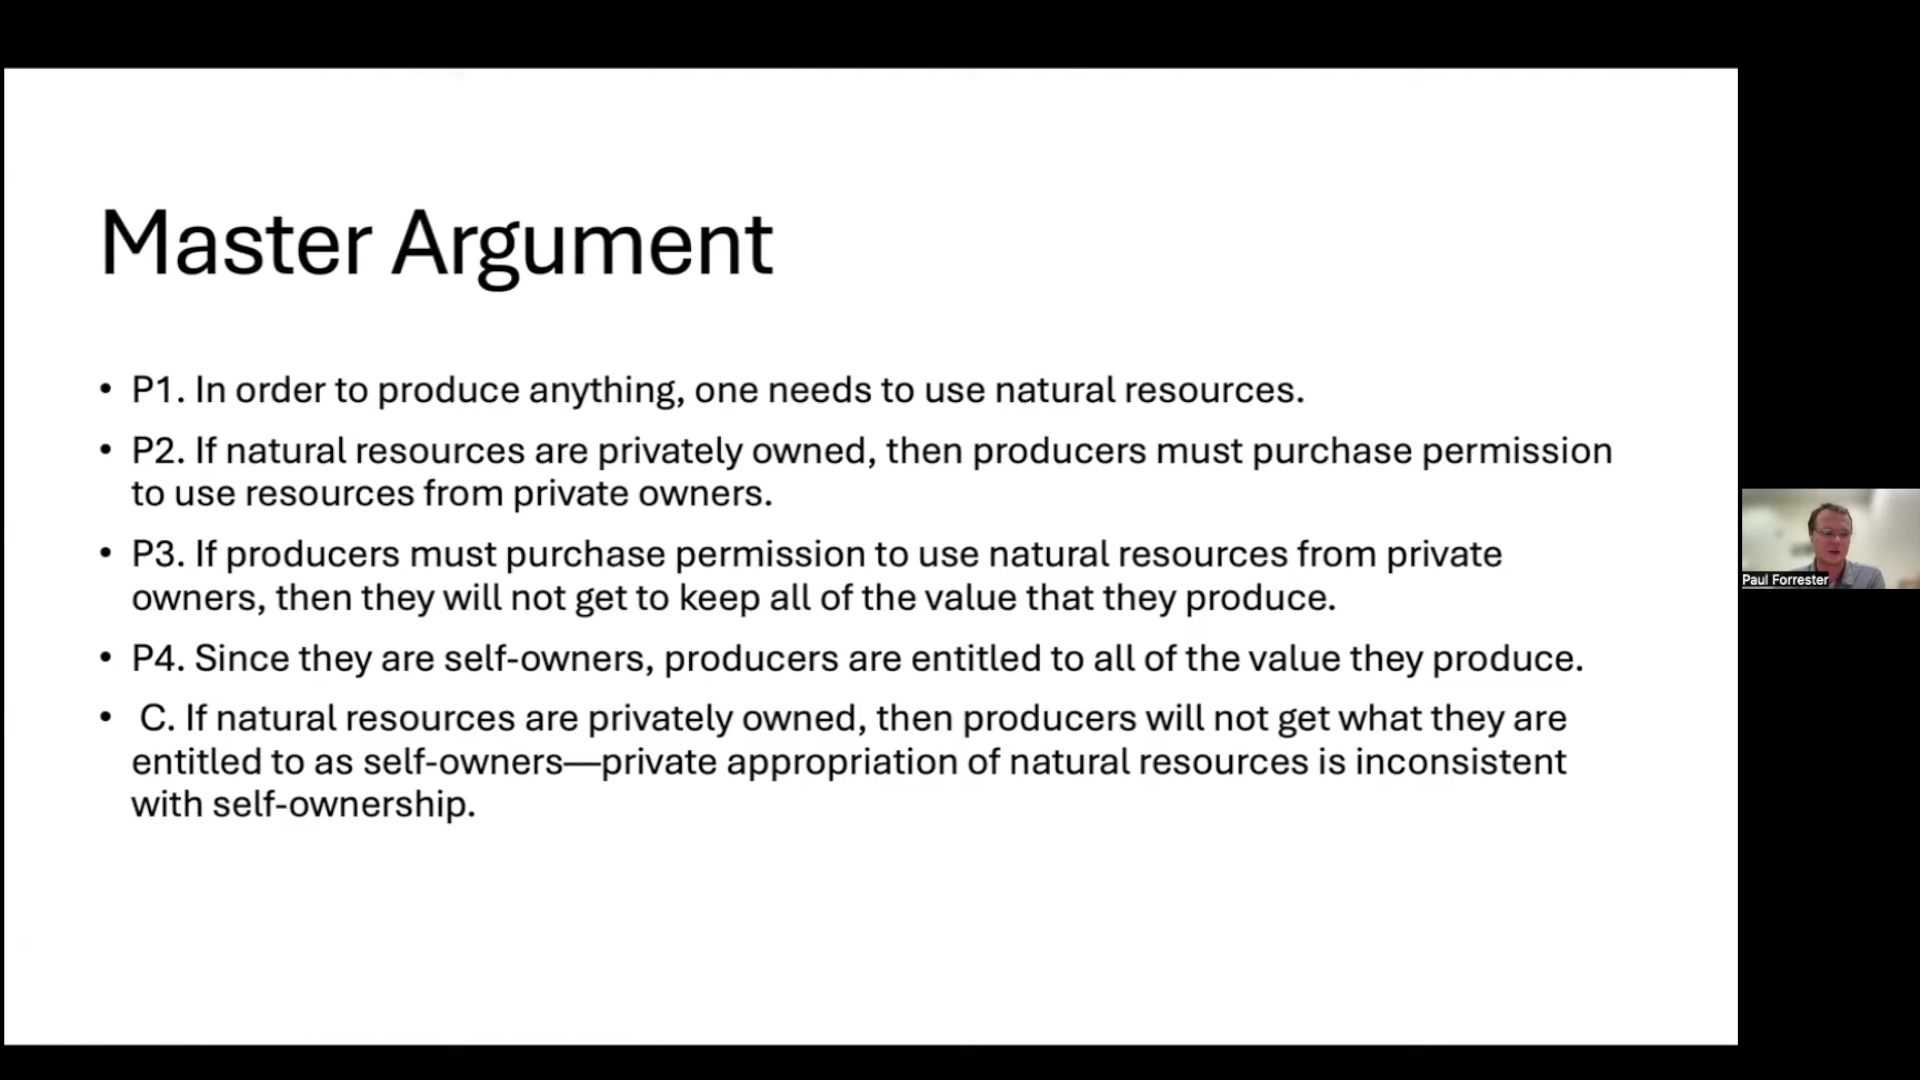 Master Argument
• P1. In order to produce anything, one needs to use natural resources.
• P2. If natural resources are privately owned, then producers must purchase permission
to use resources from private owners.
• P3. If producers must purchase permission to use natural resources from private
owners, then they will not get to keep all of the value that they produce.
• P4. Since they are self-owners, producers are entitled to all of the value they produce.
• C. If natural resources are privately owned, then producers will not get what they are
entitled to as self-owners—private appropriation of natural resources is inconsistent
with self-ownership.
Paul Forrester